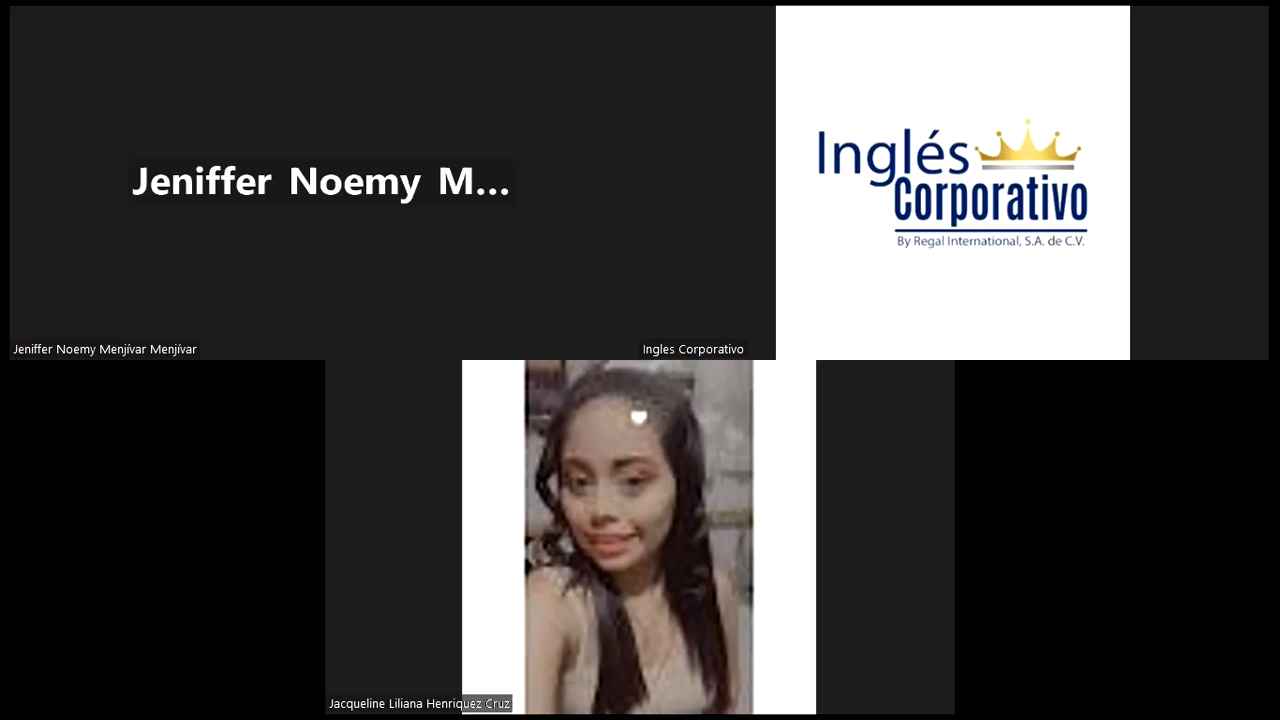 Jeniffer Noemy M...
Inglés
Corporativo
By Regal International, S.A. de C.V.
Jeniffer Noemy Menjívar Menjívar
Ingles Corporativo
Jacqueline Liliana Henriquez Cruz